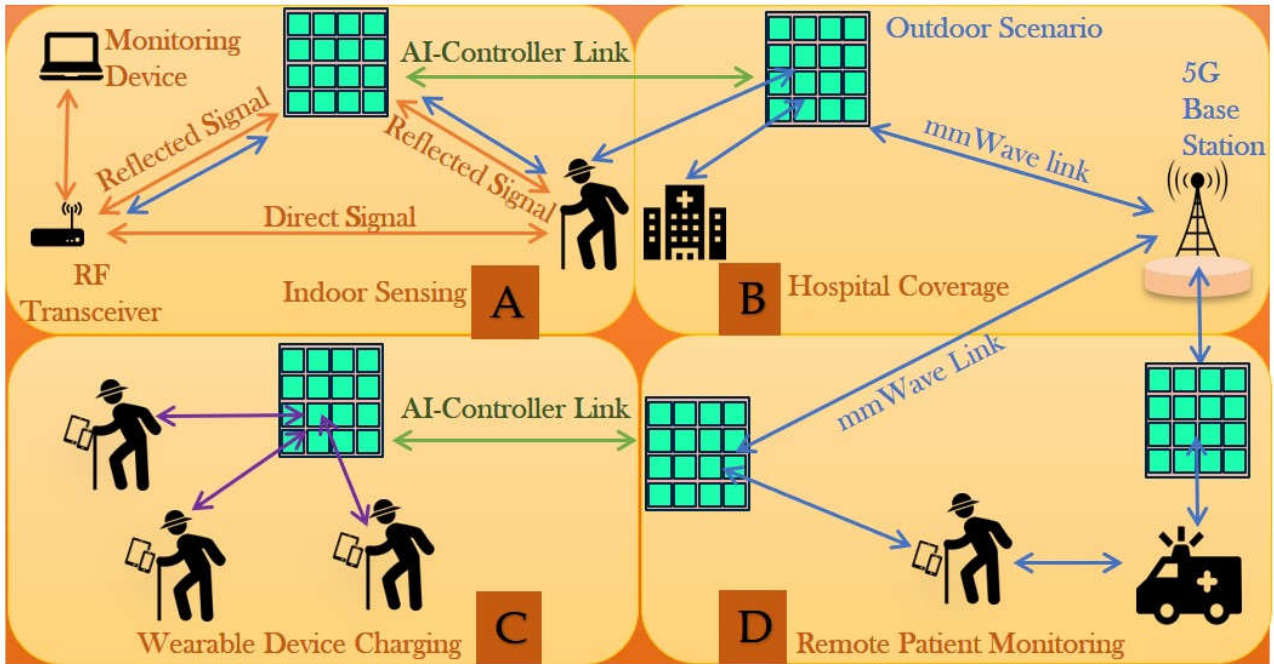 Monitoring
Device
AI-Controller Link
Outdoor Scenario
5G
Base
Station
Reflected Signal
Reflected Signal
mmWave link
Direct Signal
RF
Transceiver
Indoor Sensing
A
B
Hospital Coverage
AI-Controller Link
mmWave Link
Wearable Device Charging
C
D
Remote Patient Monitoring